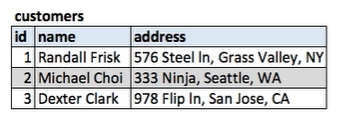 customers
id name address
1 Randall Frisk 576 Steel ln, Grass Valley, NY
2 Michael Choi 333 Ninja, Seattle, WA
3 Dexter Clark 978 Flip ln, San Jose, CA